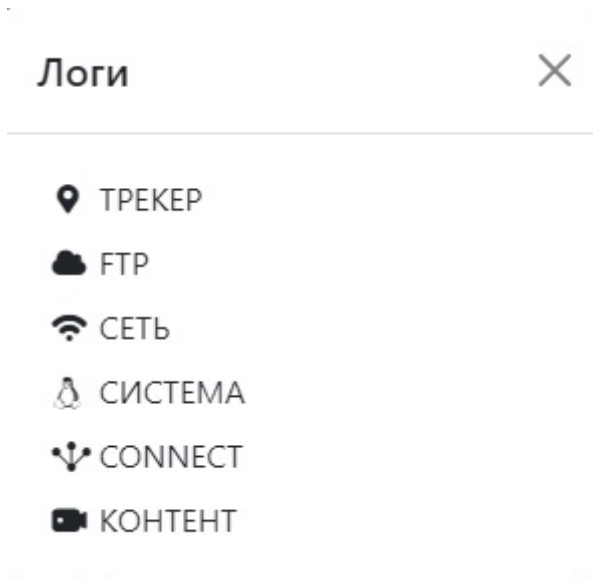 Логи
ТРЕКЕР
FTP
СЕТЬ
СИСТЕМА
CONNECT
КОНТЕНТ